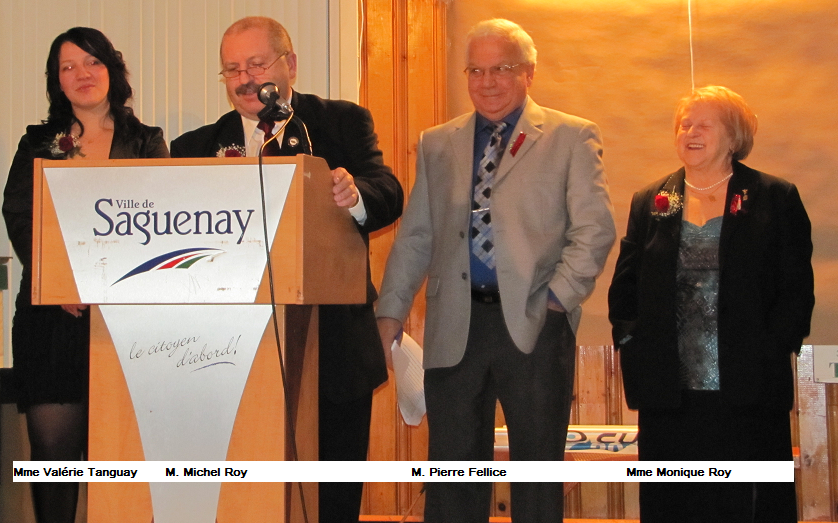 Ville de
Saguenay
le citoyen
d'abord!
Mme Valérie Tanguay M. Michel Roy M. Pierre Fellice Mme Monique Roy